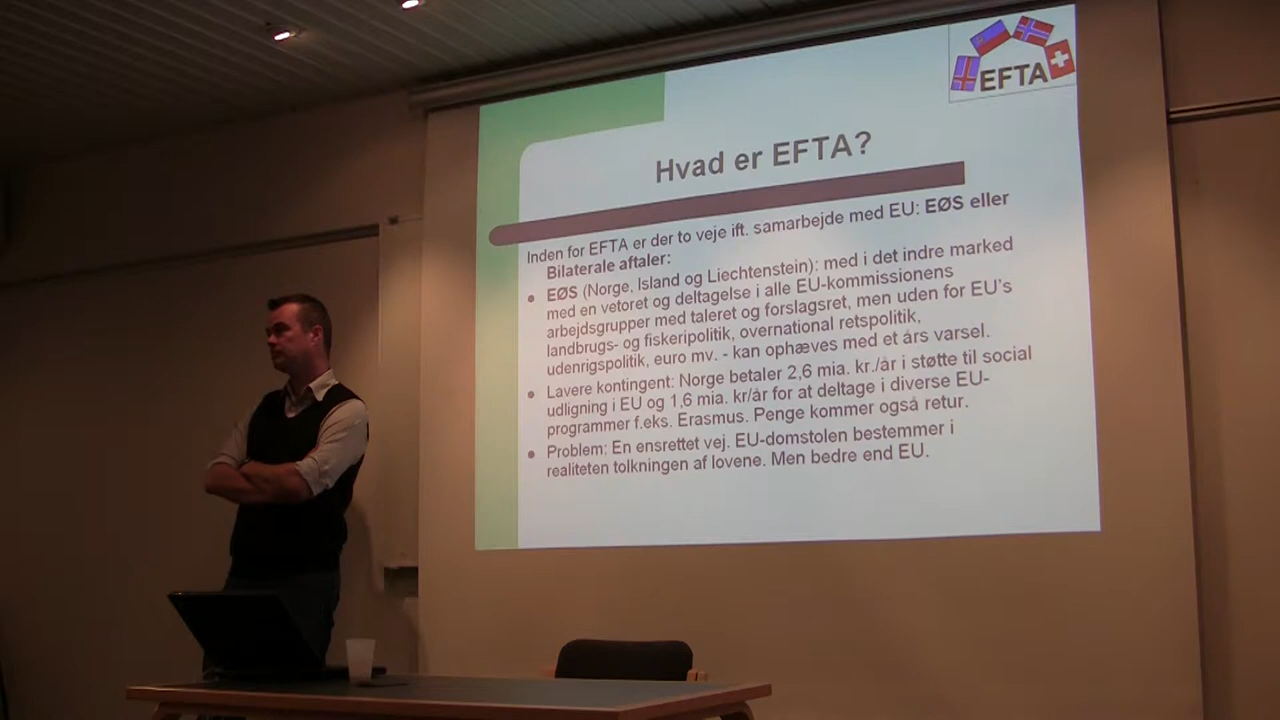 EFTA
Hvad er EFTA?
Inden for EFTA er der to veje ift. samarbejde med EU: EØS eller
Bilaterale aftaler:
EØS (Norge, Island og Liechtenstein): med i det indre marked
med en vetoret og deltagelse i alle EU-kommissionens
arbejdsgrupper med taleret og forslagsret, men uden for EU's
landbrugs- og fiskeripolitik, overnational retspolitik,
udenrigspolitik, euro mv. - kan ophæves med et års varsel.
Lavere kontingent: Norge betaler 2,6 mia. kr./år i støtte til social
udligning i EU og 1,6 mia. kr/år for at deltage i diverse EU-
programmer f.eks. Erasmus. Penge kommer også retur.
Problem: En ensrettet vej. EU-domstolen bestemmer i
realiteten tolkningen af lovene. Men bedre end EU.